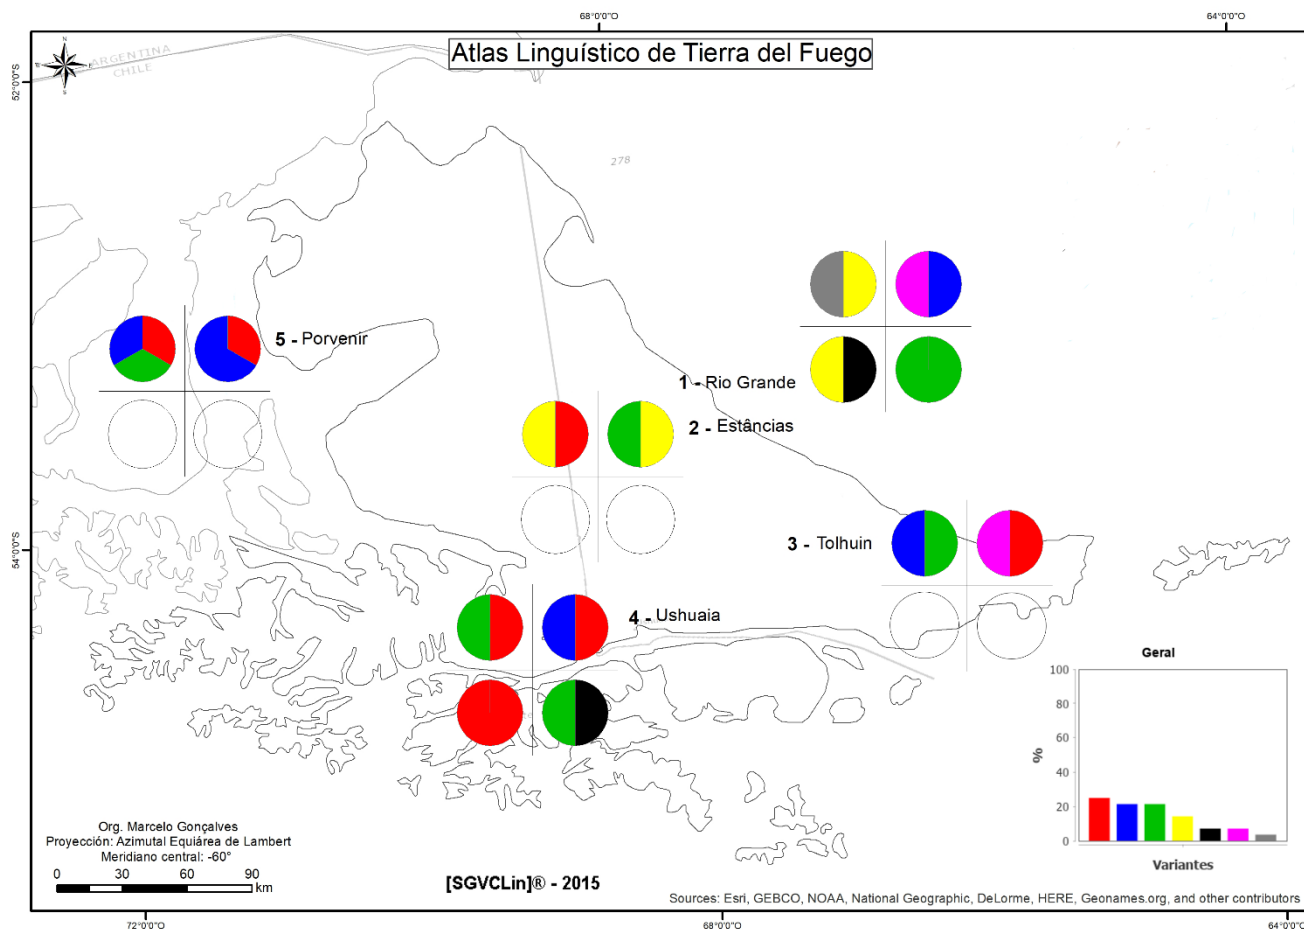 68°0'0"O
64°0'0"O
Atlas Linguístico de Tierra del Fuego
ARGENTINA
CHILE
N
S
52°0'0"S
278
5 - Porvenir
1 - Rio Grande
2 - Estâncias
3 - Tolhuin
54°0'0"S
4 - Ushuaia
Geral
100
80
60
40
20
0
%
Variantes
Org. Marcelo Gonçalves
Proyección: Azimutal Equiárea de Lambert
Meridiano central: -60°
0 30 60 90
km
[SGVCLin]® - 2015
Sources: Esri, GEBCO, NOAA, National Geographic, DeLorme, HERE, Geonames.org, and other contributors
72°0'0"O
68°0'0"O
64°0'0"O